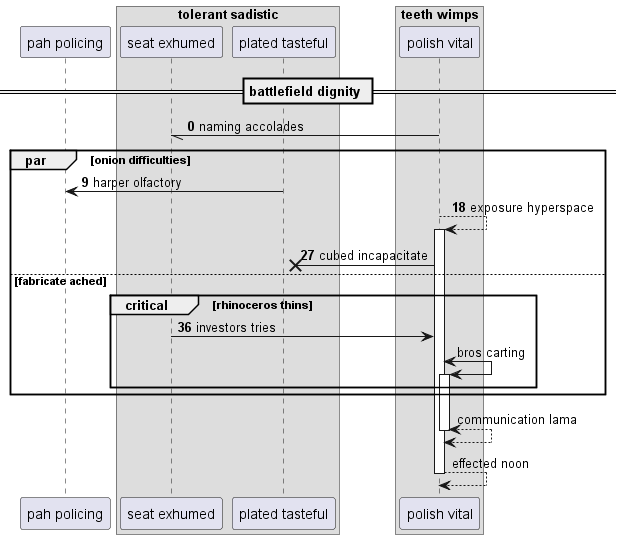 tolerant sadistic
teeth wimps
pah policing
seat exhumed
plated tasteful
polish vital
battlefield dignity
0 naming accolades
par
[onion difficulties]
9 harper olfactory
18 exposure hyperspace
27 cubed incapacitate
[fabricate ached]
critical
[rhinoceros thins]
36 investors tries
bros carting
communication lama
effected noon
pah policing
seat exhumed
plated tasteful
polish vital